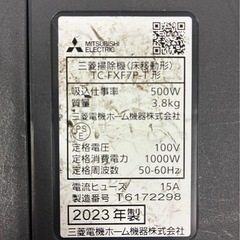 MITSUBISHI
ELECTRIC
三菱掃除機(床移動形)
TC-FXF7P-T 形
吸込仕事率 500W
質量 3.8kg
三菱電機ホーム機器株式会社
PS
E
定格電圧 100V
定格消費電力 1000W
定格周波数 50-60Hz
三菱電機ホーム機器株式会社
電流ヒューズ 15A
製造番号 T6172298
2023年製